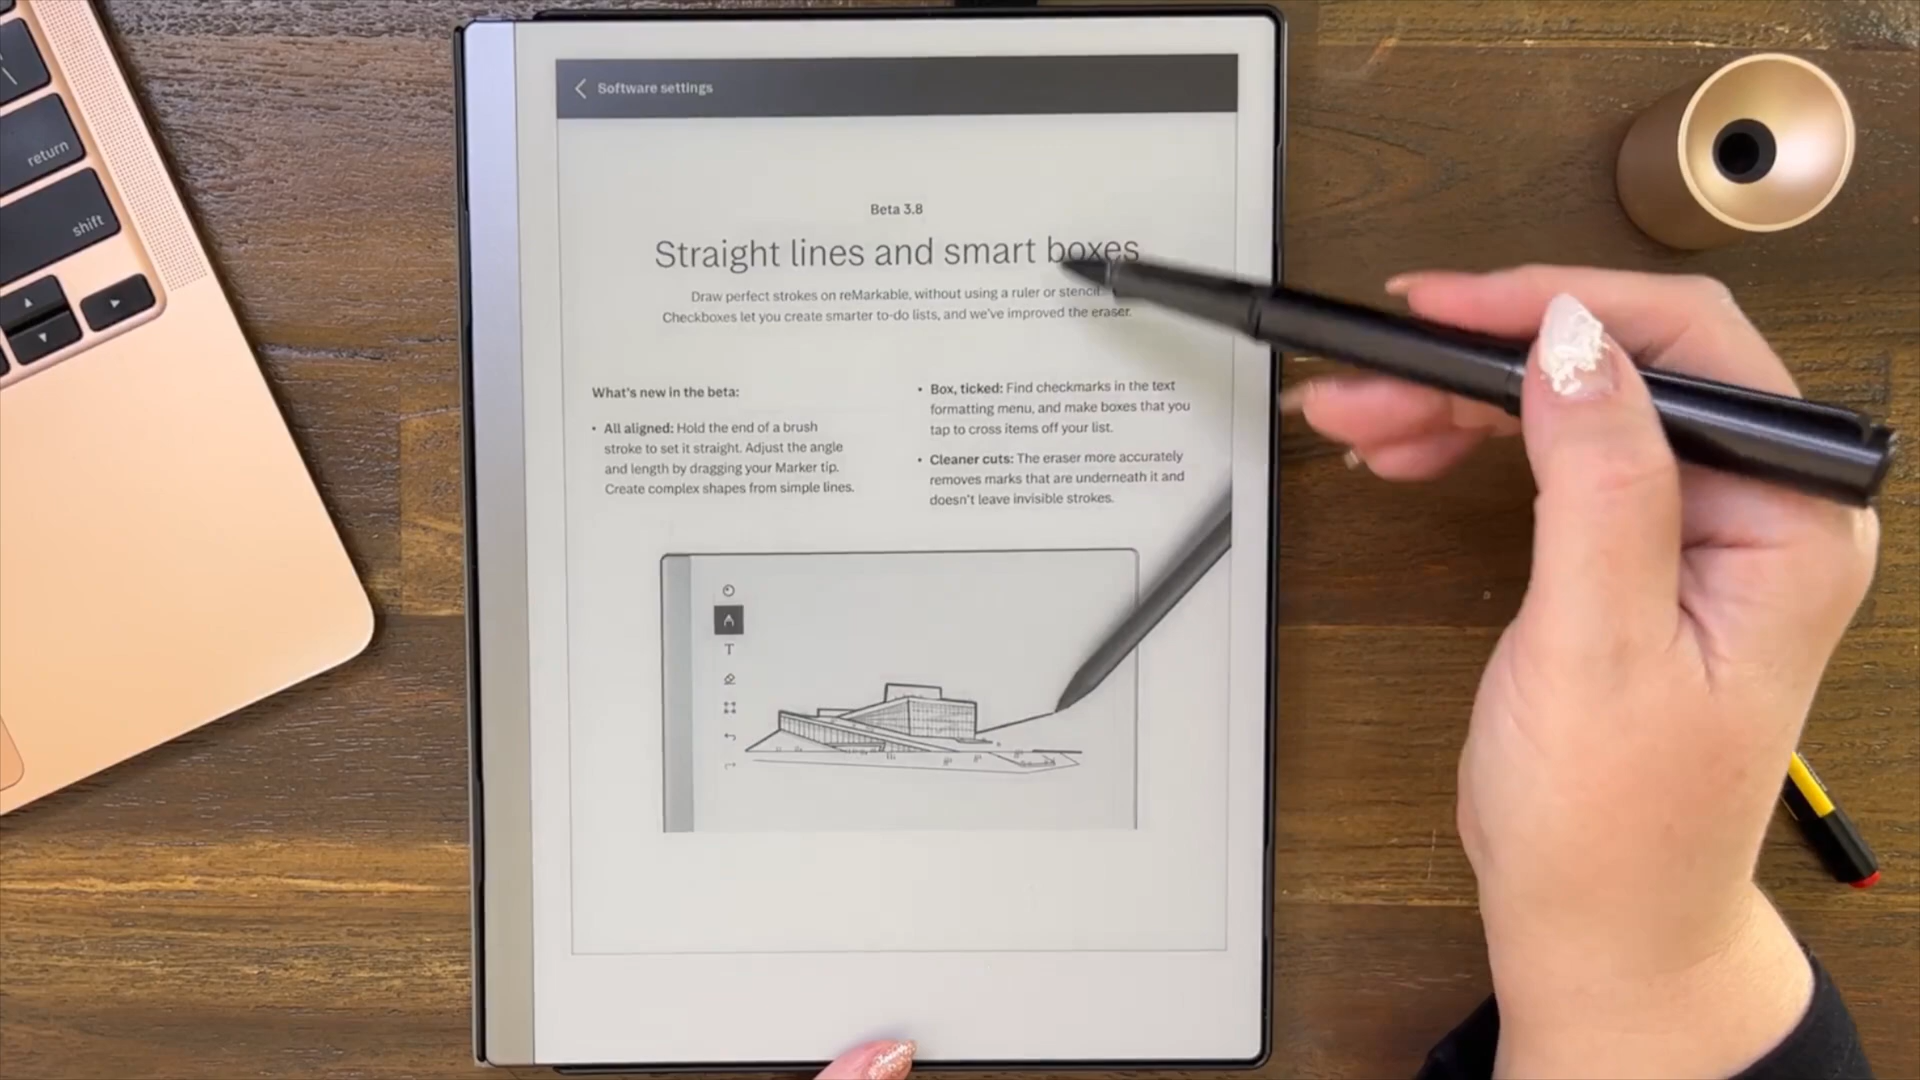 return
shift
Software settings
Beta 3.8
Straight lines and smart boxes
Draw perfect strokes on reMarkable, without using a ruler or stencil.
Checkboxes let you create smarter to-do lists, and we've improved the eraser.
What's new in the beta:
• All aligned: Hold the end of a brush
stroke to set it straight. Adjust the angle
and length by dragging your Marker tip.
Create complex shapes from simple lines.
• Box, ticked: Find checkmarks in the text
formatting menu, and make boxes that you
tap to cross items off your list.
• Cleaner cuts: The eraser more accurately
removes marks that are underneath it and
doesn't leave invisible strokes.
T